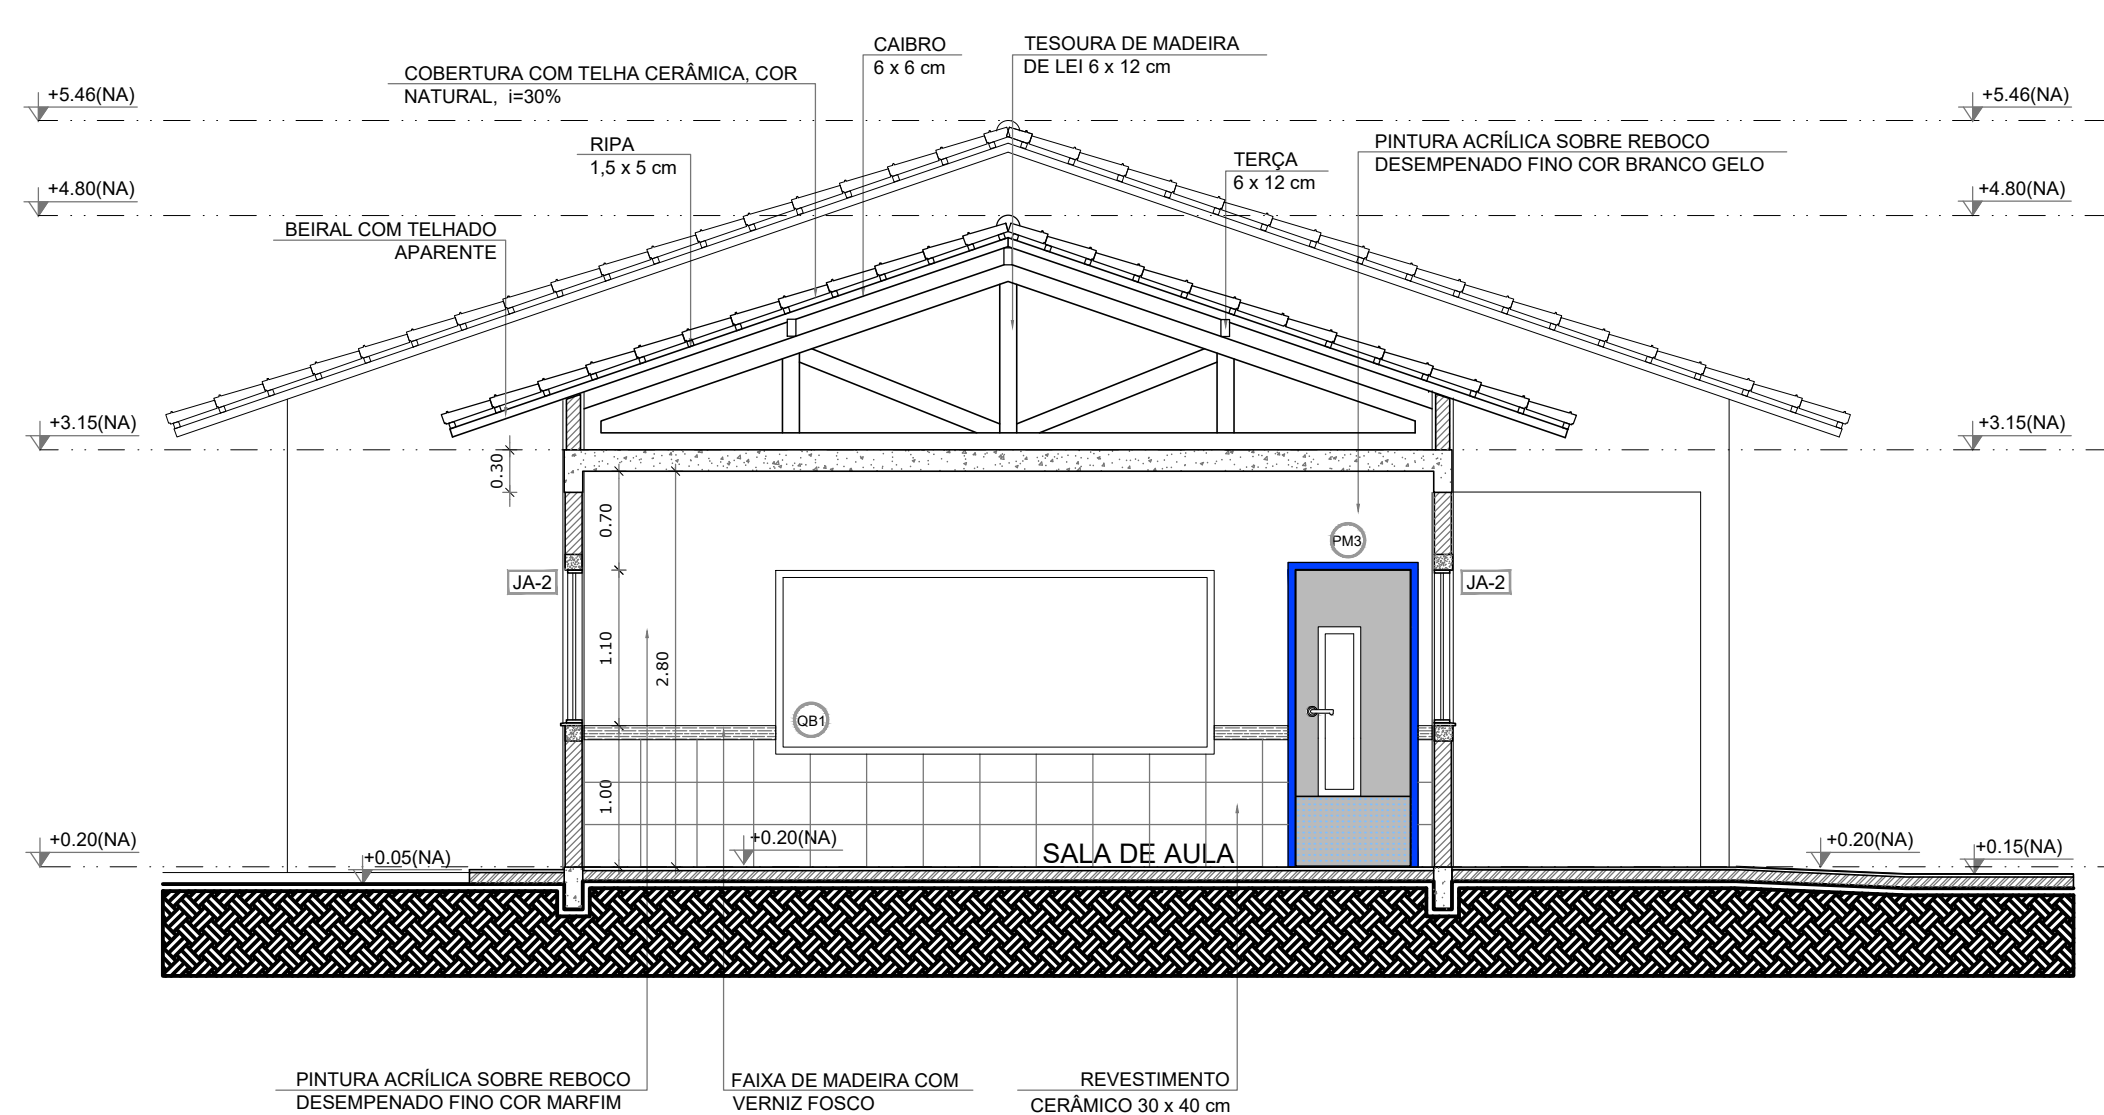 CAIBRO
6 x 6 cm
TESOURA DE MADEIRA
DE LEI 6 x 12 cm
COBERTURA COM TELHA CERÂMICA, COR
NATURAL, i=30%
+5.46(NA)
+5.46(NA)
RIPA
1,5 x 5 cm
TERÇA
6 x 12 cm
PINTURA ACRÍLICA SOBRE REBOCO
DESEMPENADO FINO COR BRANCO GELO
+4.80(NA)
+4.80(NA)
BEIRAL COM TELHADO
APARENTE
+3.15(NA)
+3.15(NA)
0.30
0.70
PM3
JA-2
JA-2
1.10
2.80
QB1
1.00
+0.20(NA)
+0.05(NA)
+0.20(NA)
SALA DE AULA
+0.20(NA)
+0.15(NA)
PINTURA ACRÍLICA SOBRE REBOCO
DESEMPENADO FINO COR MARFIM
FAIXA DE MADEIRA COM
VERNIZ FOSCO
REVESTIMENTO
CERÂMICO 30 x 40 cm